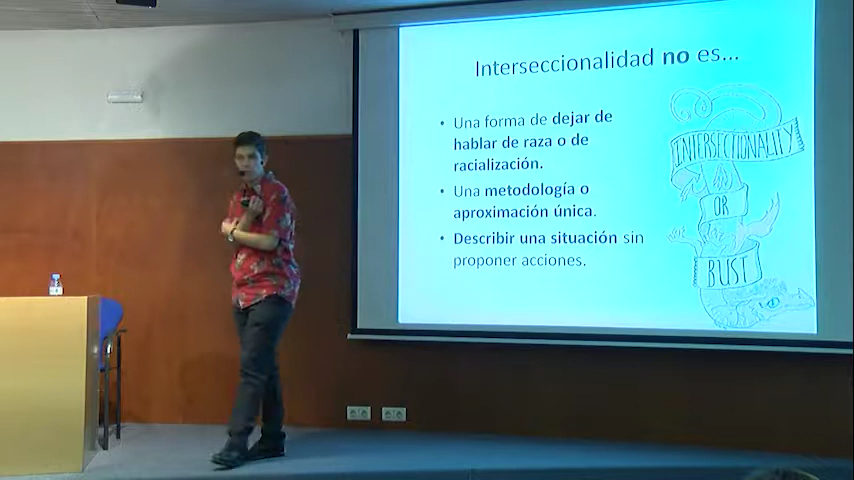 Interseccionalidad no es...
• Una forma de dejar de
hablar de raza o de
racialización.
• Una metodología o
aproximación única.
• Describir una situación sin
proponer acciones.
INTERSECTIONALITY
OR
BUST